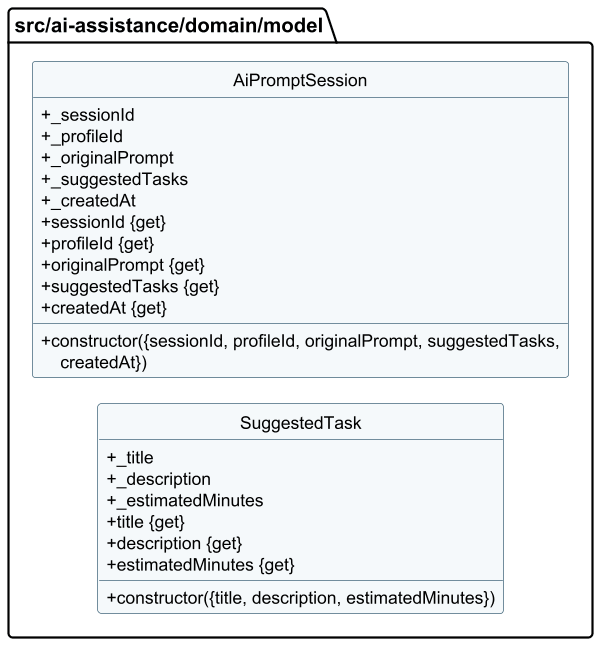 src/ai-assistance/domain/model
AiPromptSession
+_sessionId
+_profileId
+_originalPrompt
+_suggestedTasks
+_createdAt
+sessionId {get}
+profileId {get}
+originalPrompt {get}
+suggestedTasks {get}
+createdAt {get}
+constructor({sessionId, profileId, originalPrompt, suggestedTasks,
createdAt})
SuggestedTask
+_title
+_description
+_estimatedMinutes
+title {get}
+description {get}
+estimatedMinutes {get}
+constructor({title, description, estimatedMinutes})